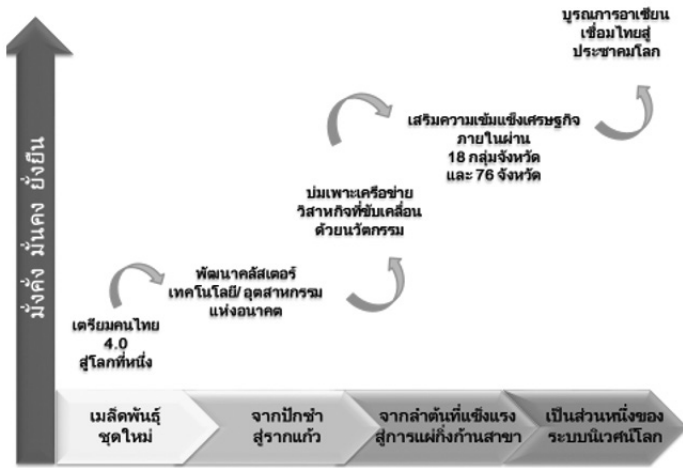 บูรณการอาเซียน
เชื่อมไทยสู่
ประชาคมโลก
เสริมความเข้มแข็งเศรษฐกิจ
ภายในผ่าน
18 กลุ่มจังหวัด
และ 76 จังหวัด
บ่มเพาะเครือข่าย
วิสาหกิจที่ขับเคลื่อน
ด้วยนวัตกรรม
พัฒนาคลัสเตอร์
เทคโนโลยี/ อุตสาหกรรม
แห่งอนาคต
เตรียมคนไทย
4.0
สู่โลกที่หนึ่ง
มั่งคั่ง มั่นคง ยั่งยืน
เมล็ดพันธุ์
ชุดใหม่
จากปักชำ
สู่รากแก้ว
จากลำต้นที่แข็งแรง
สู่การแผ่กิ่งก้านสาขา
เป็นส่วนหนึ่งของ
ระบบนิเวศน์โลก